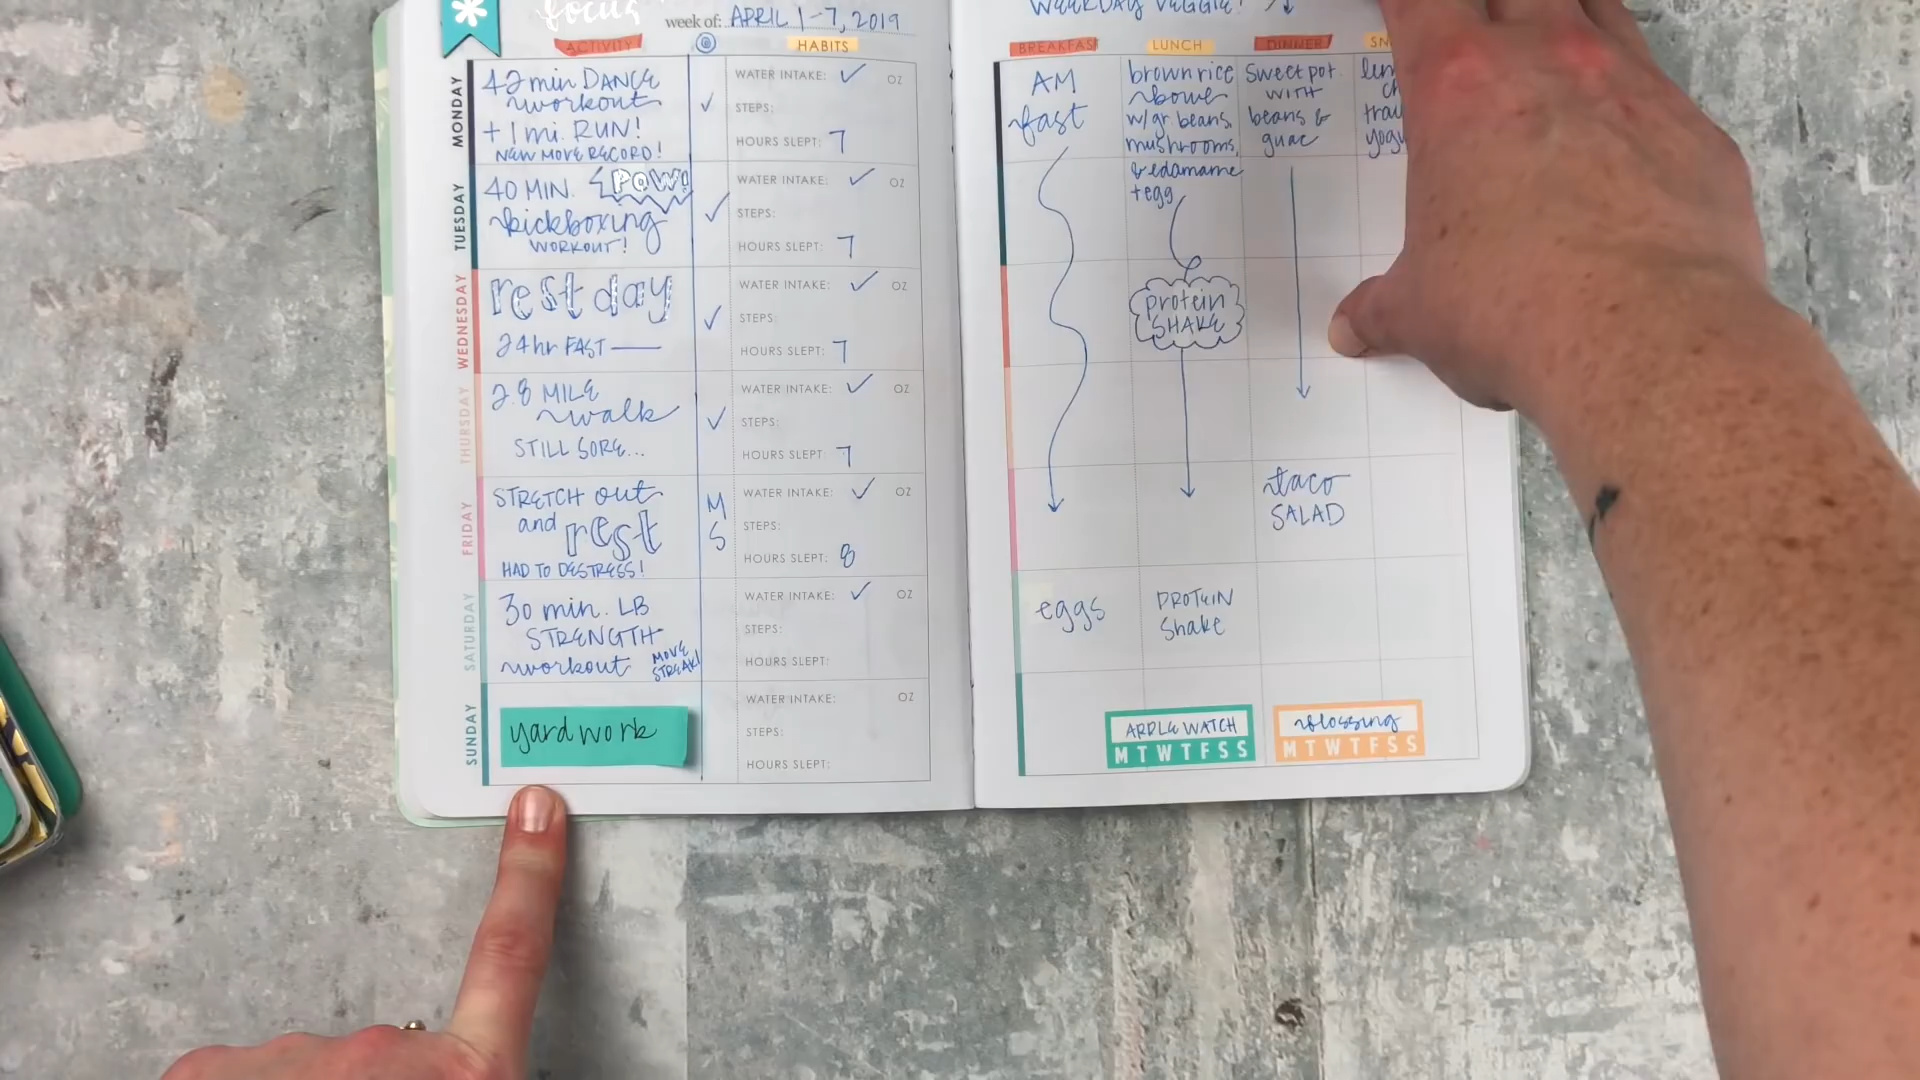 focus
week of: APRIL 1-7, 2019
ACTIVITY
HABITS
MONDAY
42 min DANCE
workout
+ 1 mi. RUN!
NEW MOVE RECORD!
WATER INTAKE: ✓ OZ
STEPS:
HOURS SLEPT: 7
TUESDAY
40 MIN. POW!
kickboxing
WORKOUT!
WATER INTAKE: ✓ OZ
STEPS:
HOURS SLEPT: 7
WEDNESDAY
rest day
24hr FAST
WATER INTAKE: ✓ OZ
STEPS:
HOURS SLEPT: 7
THURSDAY
2.8 MILE
walk
STILL SORE...
WATER INTAKE: ✓ OZ
STEPS:
HOURS SLEPT: 7
FRIDAY
STRETCH out
and rest
HAD TO DESTRESS!
M
S
WATER INTAKE: ✓ OZ
STEPS:
HOURS SLEPT: 8
SATURDAY
30 min. LB
STRENGTH
workout
MOVE
STREAK!
WATER INTAKE: ✓ OZ
STEPS:
HOURS SLEPT:
SUNDAY
yard work
WATER INTAKE: OZ
STEPS:
HOURS SLEPT:
WEEKDAY VEGGIE!
BREAKFAST
LUNCH
DINNER
AM
fast
brown rice
bowl
w/gr. beans,
mushrooms,
& edamame
+egg
sweet pot.
WITH
beans &
guac
protein
SHAKE
taco
SALAD
eggs
PROTEIN
Shake
APPLE WATCH
M T W T F S S
flossing
M T W T F S S